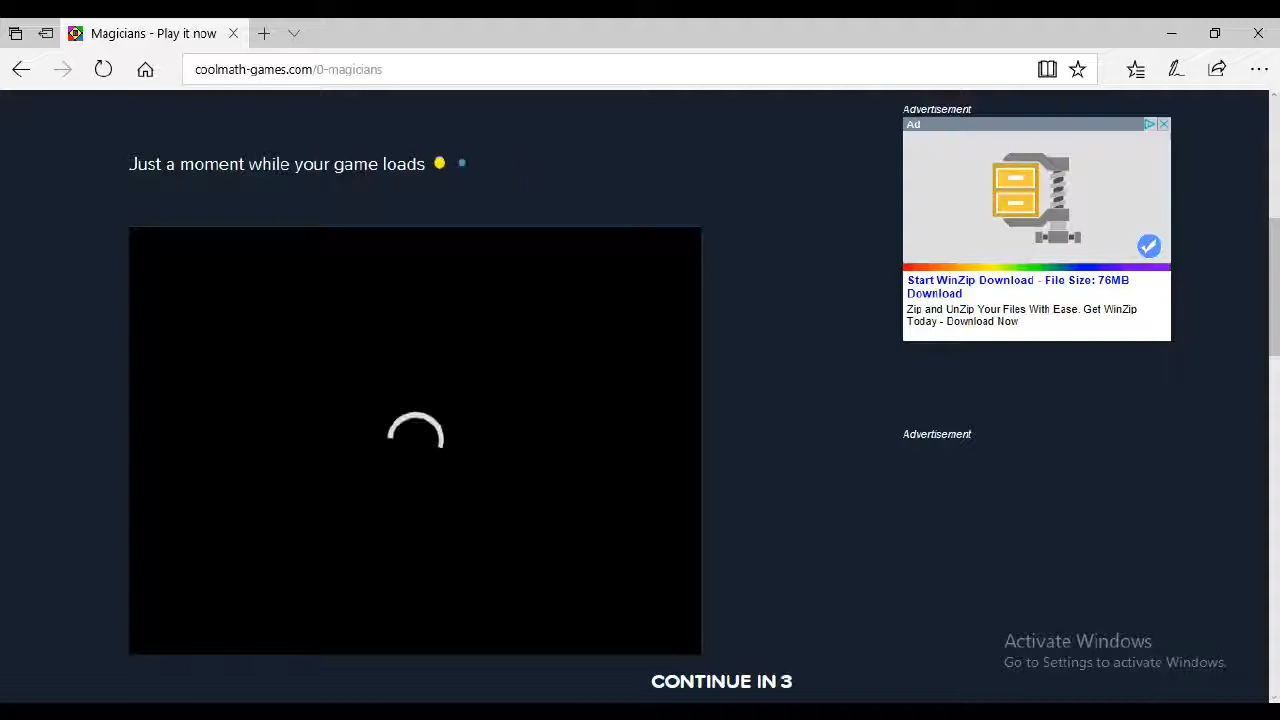 Magicians - Play it now
coolmath-games.com/0-magicians
Advertisement
Ad
Just a moment while your game loads
Start WinZip Download - File Size: 76MB
Download
Zip and UnZip Your Files With Ease. Get WinZip
Today - Download Now
Advertisement
Activate Windows
Go to Settings to activate Windows.
CONTINUE IN 3